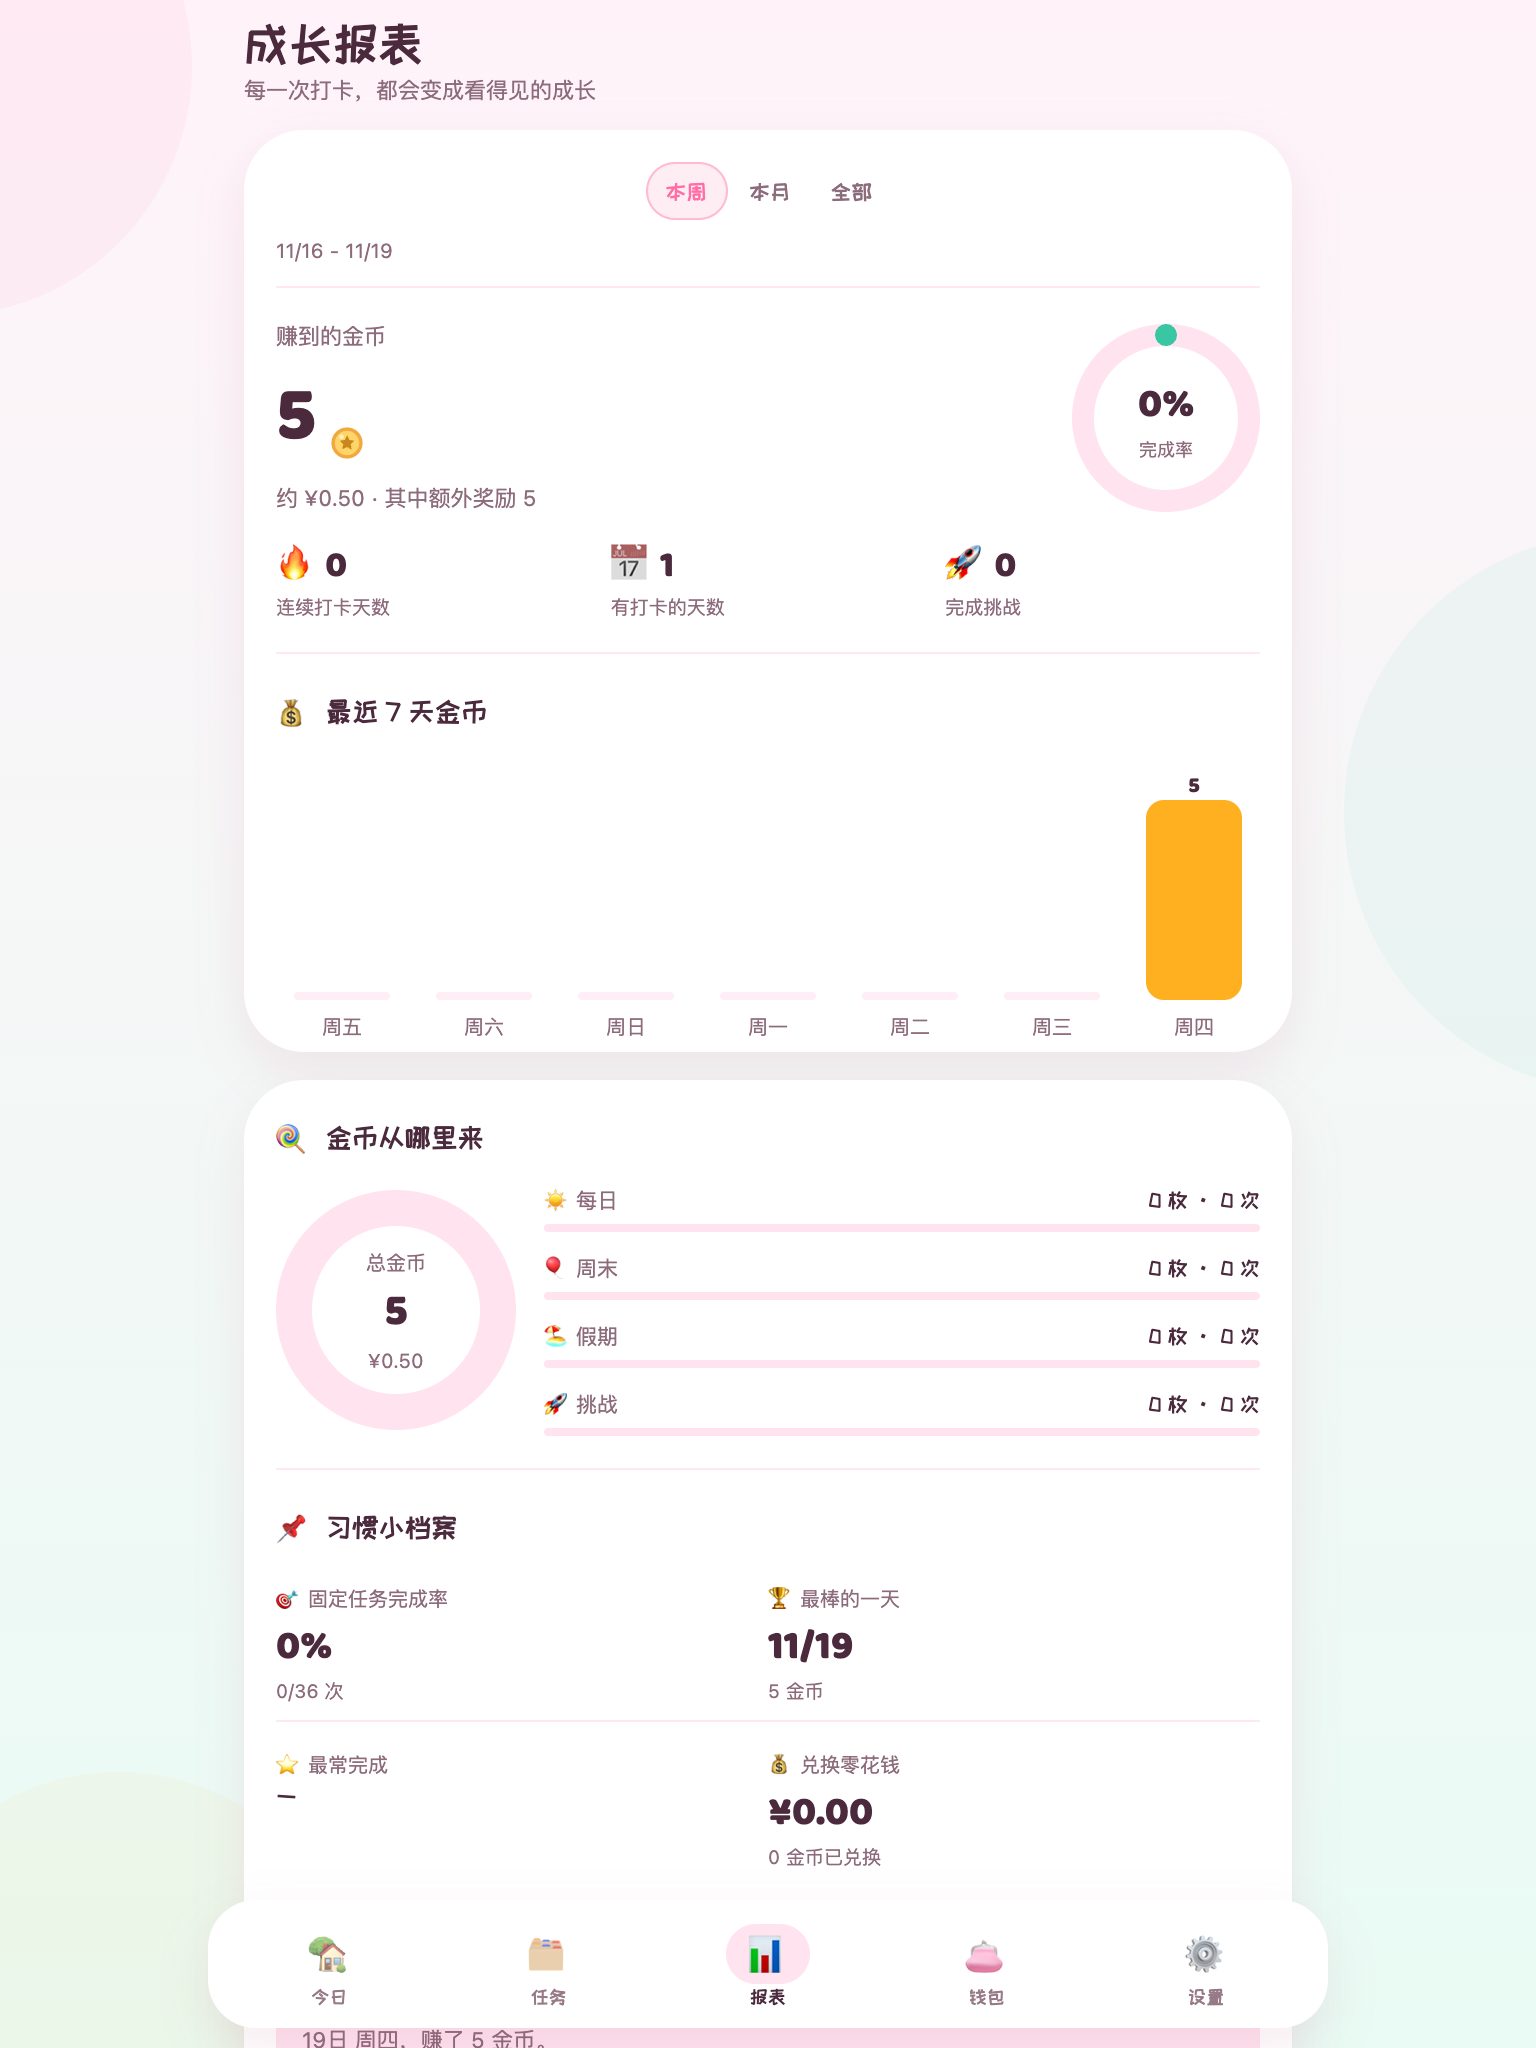 成长报表
每一次打卡，都会变成看得见的成长
本周 本月 全部
11/16 - 11/19
赚到的金币
5
约 ¥0.50 · 其中额外奖励 5
0%
完成率
0
连续打卡天数
JUL
17
1
有打卡的天数
0
完成挑战
最近 7 天金币
5
周五 周六 周日 周一 周二 周三 周四
金币从哪里来
总金币
5
¥0.50
每日 0 枚 · 0 次
周末 0 枚 · 0 次
假期 0 枚 · 0 次
挑战 0 枚 · 0 次
习惯小档案
固定任务完成率
0%
0/36 次
最棒的一天
11/19
5 金币
最常完成
—
兑换零花钱
¥0.00
0 金币已兑换
今日 任务 报表 钱包 设置
19日 周四，赚了 5 金币。